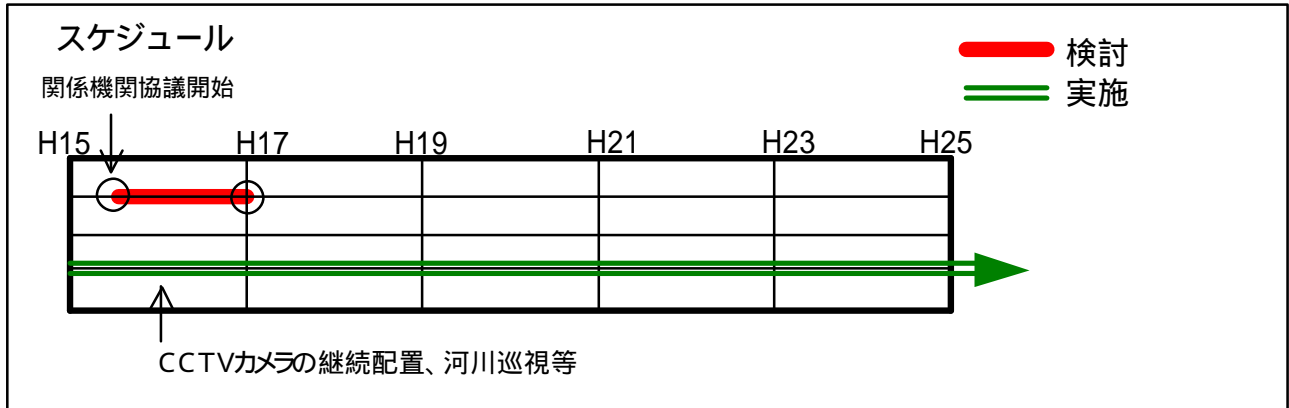 スケジュール
検討
関係機関協議開始
実施
H15 H17 H19 H21 H23 H25
CCTVカメラの継続配置、河川巡視等